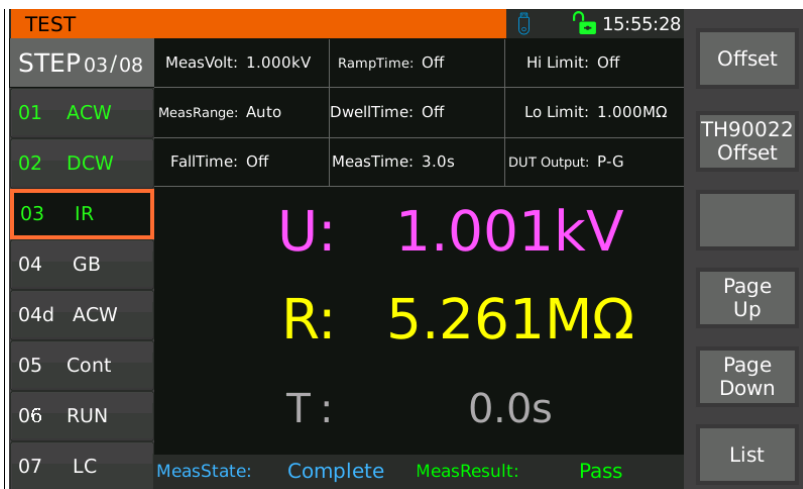 TEST
15:55:28
STEP 03/08
MeasVolt: 1.000kV
RampTime: Off
Hi Limit: Off
MeasRange: Auto
DwellTime: Off
Lo Limit: 1.000MΩ
FallTime: Off
MeasTime: 3.0s
DUT Output: P-G
01 ACW
02 DCW
03 IR
04 GB
04d ACW
05 Cont
06 RUN
07 LC
U: 1.001kV
R: 5.261MΩ
T: 0.0s
MeasState: Complete
MeasResult: Pass
Offset
TH90022
Offset
Page
Up
Page
Down
List